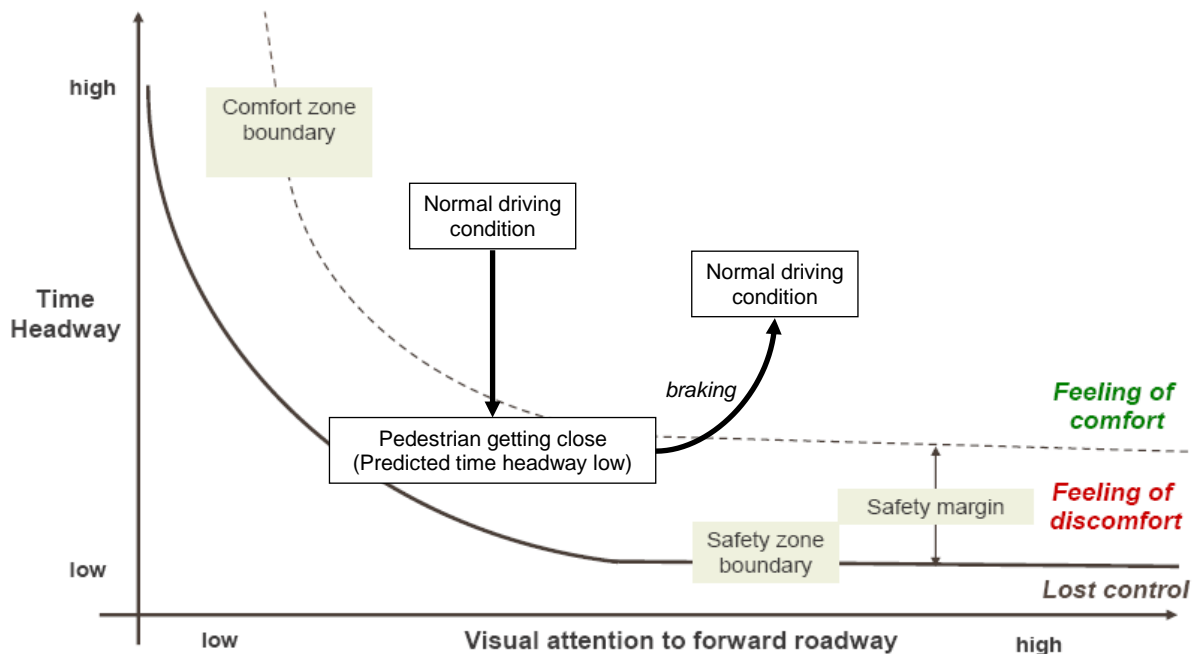 high
Comfort zone
boundary
Normal driving
condition
Normal driving
condition
Time
Headway
braking
Feeling of
comfort
Pedestrian getting close
(Predicted time headway low)
Safety margin
Feeling of
discomfort
Safety zone
boundary
low
Lost control
low
Visual attention to forward roadway
high